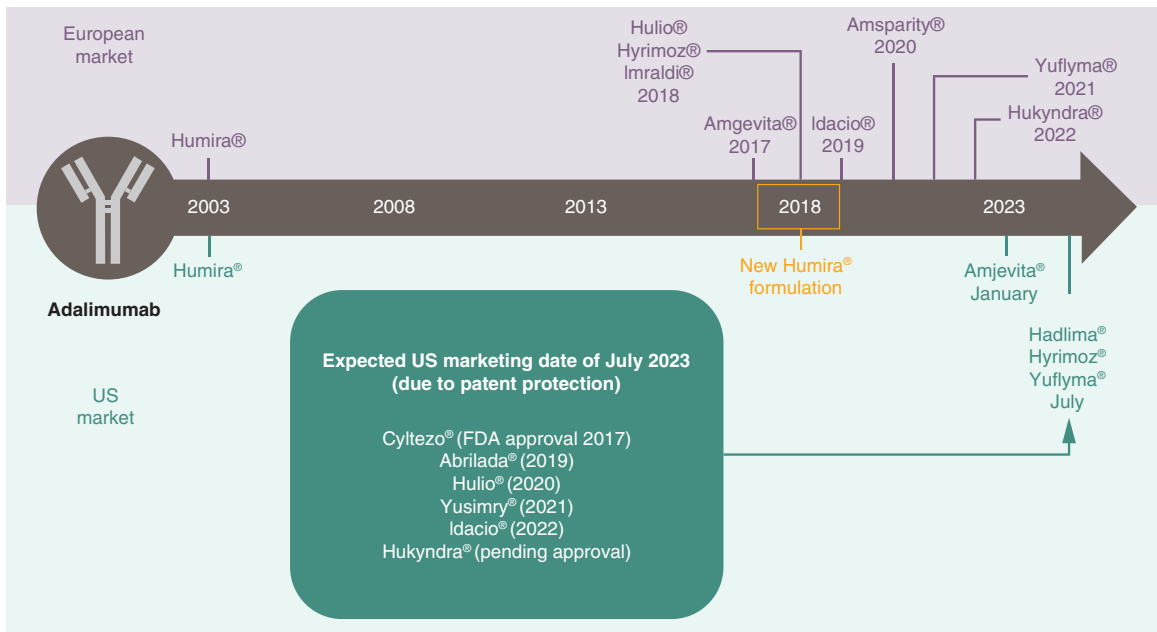 European
market
Humira®
Hulio®
Hyrimoz®
Imraldi®
2018
Amgevita®
2017
Idacio®
2019
Amsparity®
2020
Yuflyma®
2021
Hukyndra®
2022
2003
2008
2013
2018
2023
Adalimumab
Humira®
New Humira®
formulation
Amjevita®
January
Hadlima®
Hyrimoz®
Yuflyma®
July
US
market
Expected US marketing date of July 2023
(due to patent protection)
Cyltezo® (FDA approval 2017)
Abrilada® (2019)
Hulio® (2020)
Yusimry® (2021)
Idacio® (2022)
Hukyndra® (pending approval)